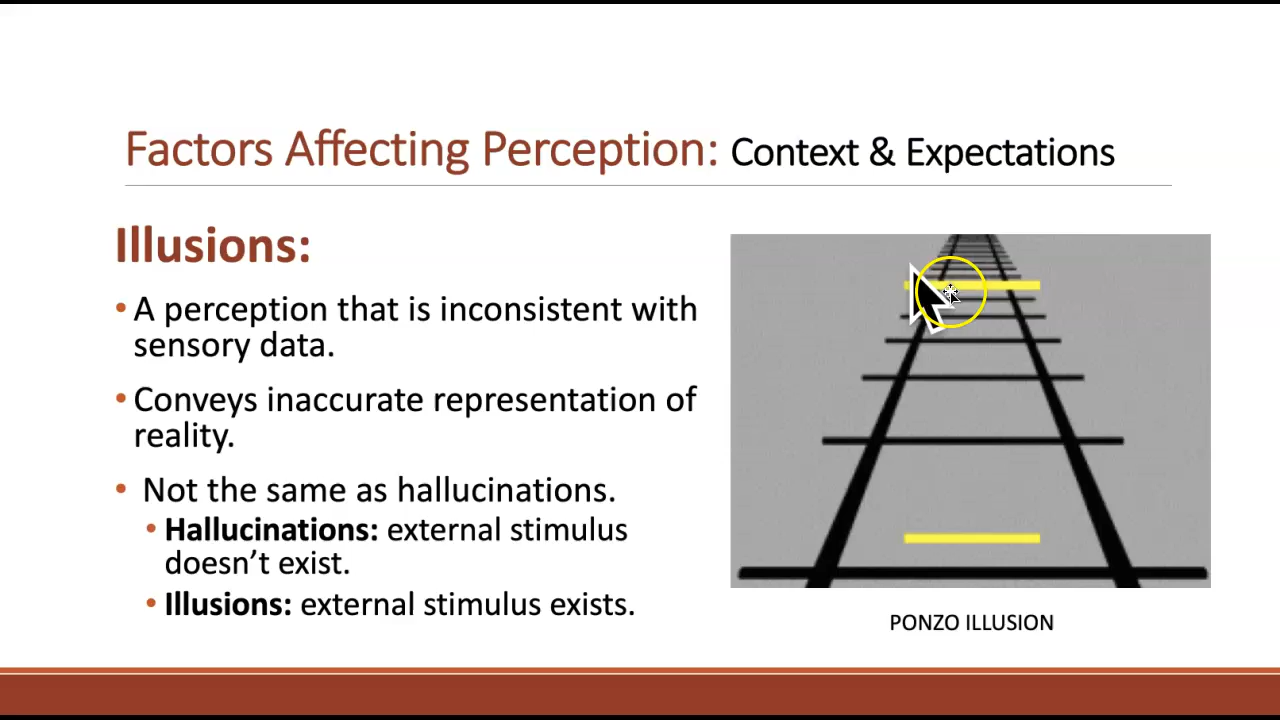 Factors Affecting Perception: Context & Expectations
Illusions:
• A perception that is inconsistent with
sensory data.
• Conveys inaccurate representation of
reality.
• Not the same as hallucinations.
• Hallucinations: external stimulus
doesn’t exist.
• Illusions: external stimulus exists.
PONZO ILLUSION